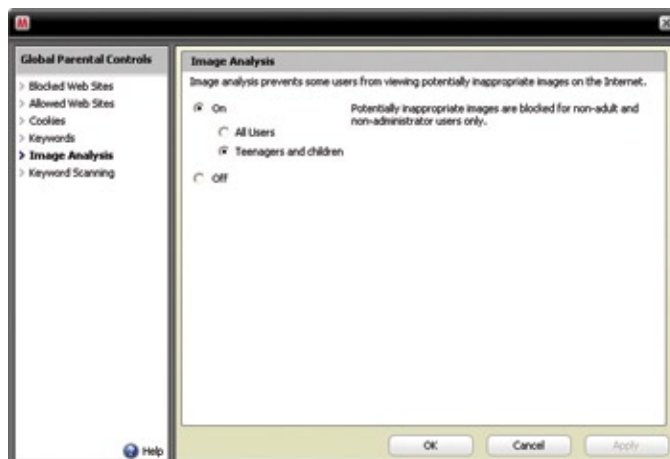 M
Global Parental Controls
> Blocked Web Sites
> Allowed Web Sites
> Cookies
> Keywords
> Image Analysis
> Keyword Scanning
Help
Image Analysis
Image analysis prevents some users from viewing potentially inappropriate images on the Internet.
On
All Users
Teenagers and children
Off
Potentially inappropriate images are blocked for non-adult and
non-administrator users only.
OK
Cancel
Apply